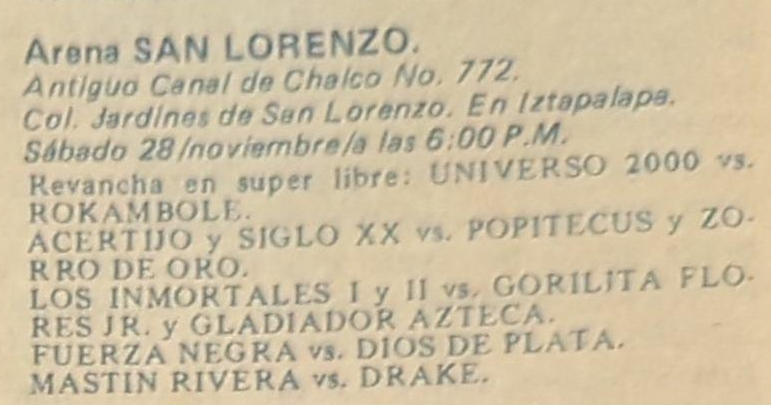 Arena SAN LORENZO.
Antiguo Canal de Chalco No. 772.
Col. Jardines de San Lorenzo. En Iztapalapa.
Sábado 28/noviembre/a las 6:00 P.M.
Revancha en super libre: UNIVERSO 2000 vs.
ROKAMBOLE.
ACERTIJO y SIGLO XX vs. POPITECUS y ZO-
RRO DE ORO.
LOS INMORTALES I y II vs. GORILITA FLO-
RES JR. y GLADIADOR AZTECA.
FUERZA NEGRA vs. DIOS DE PLATA.
MASTIN RIVERA vs. DRAKE.